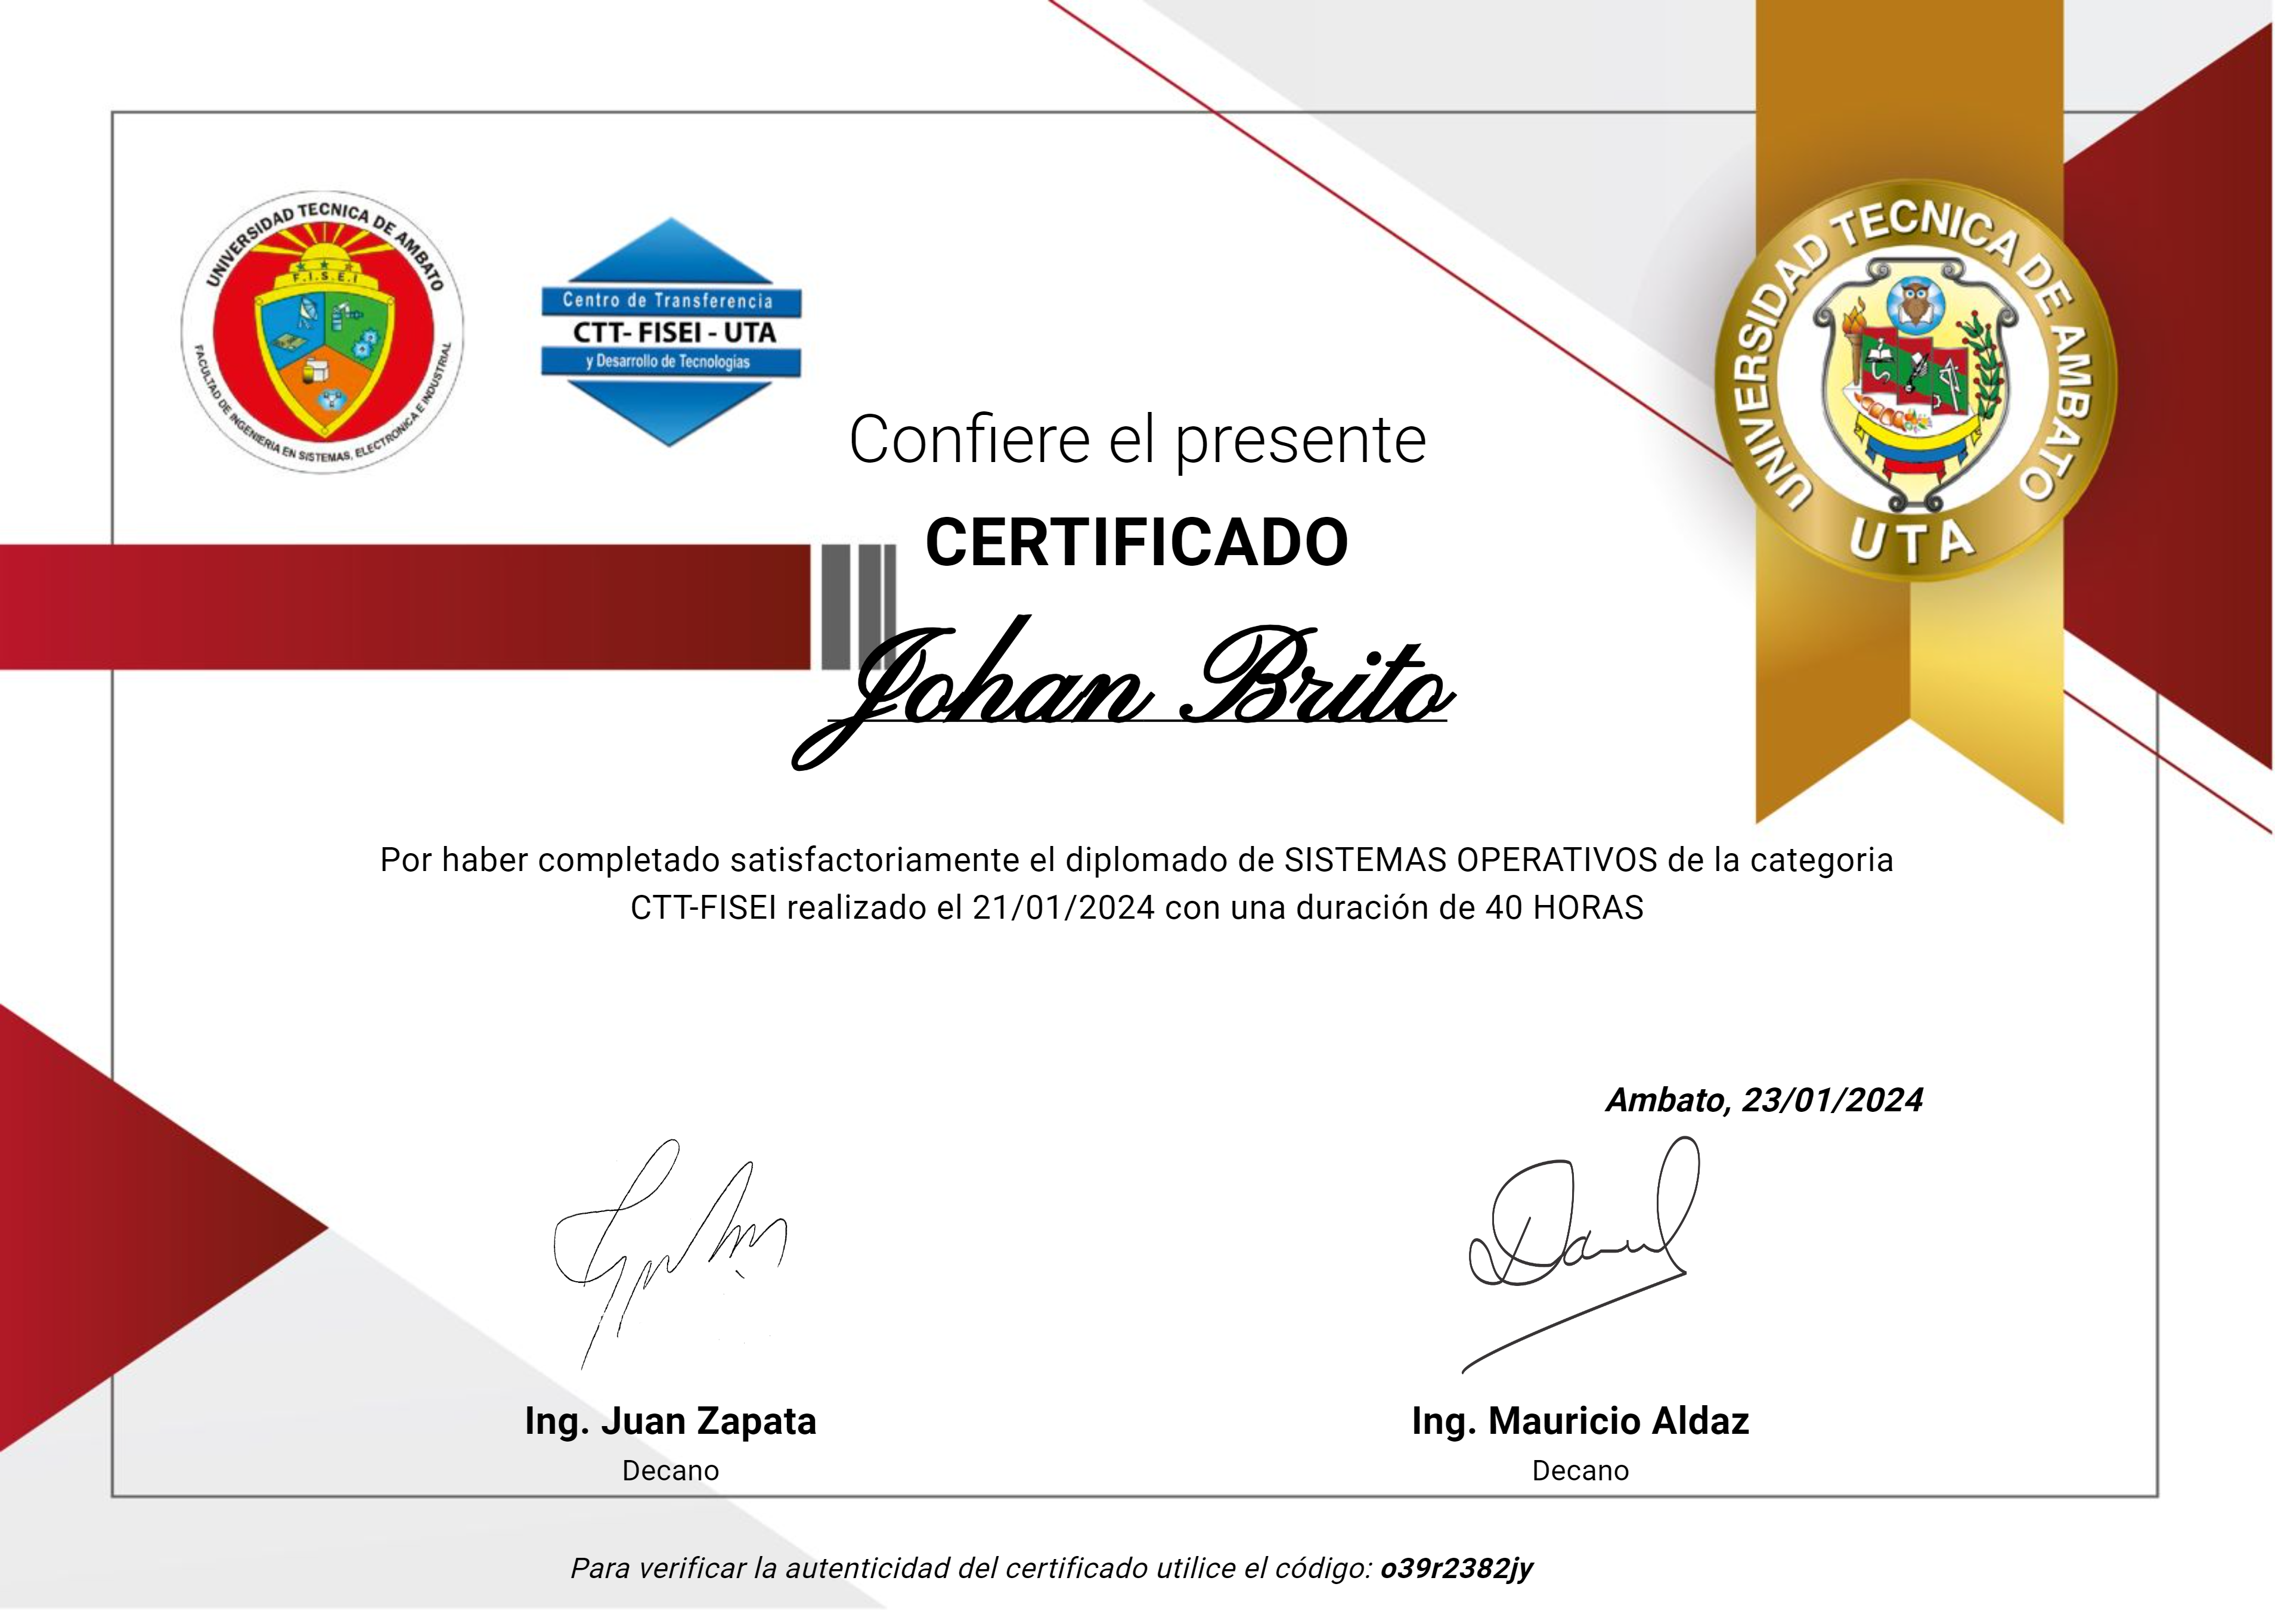 UNIVERSIDAD TECNICA DE AMBATO
F.I.S.E.I
FACULTAD DE INGENIERIA EN SISTEMAS, ELECTRONICA E INDUSTRIAL
Centro de Transferencia
CTT- FISEI - UTA
y Desarrollo de Tecnologias
UNIVERSIDAD TECNICA DE AMBATO
UTA
Confiere el presente
CERTIFICADO
Johan Brito
Por haber completado satisfactoriamente el diplomado de SISTEMAS OPERATIVOS de la categoria
CTT-FISEI realizado el 21/01/2024 con una duración de 40 HORAS
Ambato, 23/01/2024
Ing. Juan Zapata
Decano
Ing. Mauricio Aldaz
Decano
Para verificar la autenticidad del certificado utilice el código: o39r2382jy